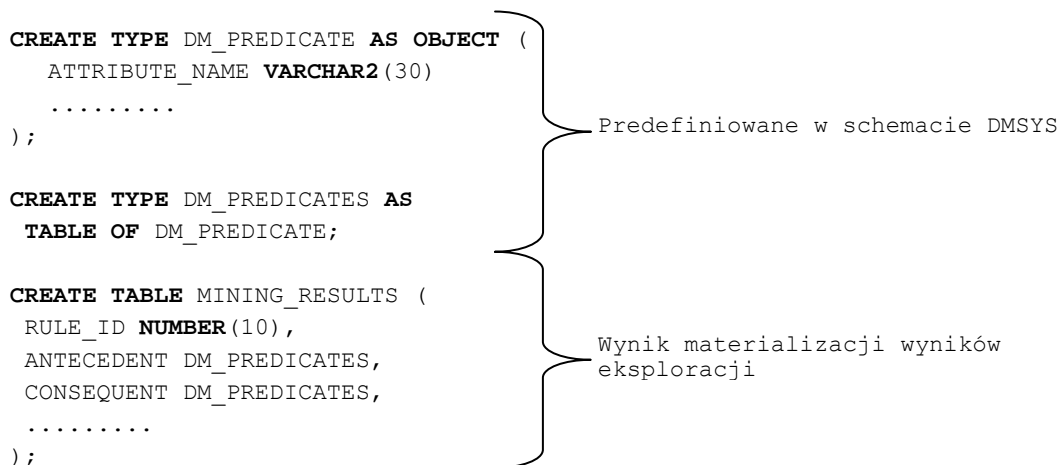 CREATE TYPE DM_PREDICATE AS OBJECT (
ATTRIBUTE_NAME VARCHAR2(30)
.........
);
Predefiniowane w schemacie DMSYS
CREATE TYPE DM_PREDICATES AS
TABLE OF DM_PREDICATE;
CREATE TABLE MINING_RESULTS (
RULE_ID NUMBER(10),
ANTECEDENT DM_PREDICATES,
CONSEQUENT DM_PREDICATES,
.........
);
Wynik materializacji wyników
eksploracji